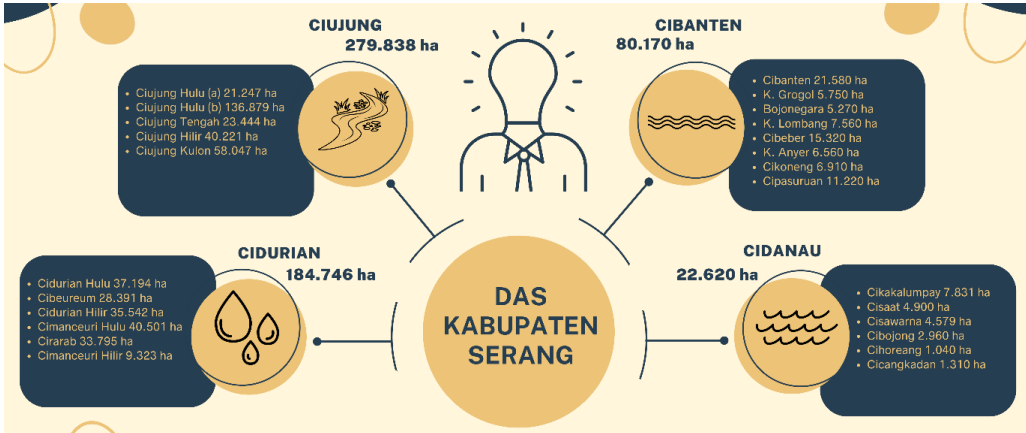 CIUJUNG
279.838 ha
• Ciujung Hulu (a) 21.247 ha
• Ciujung Hulu (b) 136.879 ha
• Ciujung Tengah 23.444 ha
• Ciujung Hilir 40.221 ha
• Ciujung Kulon 58.047 ha
CIBANTEN
80.170 ha
• Cibanten 21.580 ha
• K. Grogol 5.750 ha
• Bojonegara 5.270 ha
• K. Lombang 7.560 ha
• Cibeber 15.320 ha
• K. Anyer 6.560 ha
• Cikoneng 6.910 ha
• Cipasuruan 11.220 ha
CIDURIAN
184.746 ha
• Cidurian Hulu 37.194 ha
• Cibeureum 28.391 ha
• Cidurian Hilir 35.542 ha
• Cimanceuri Hulu 40.501 ha
• Cirarab 33.795 ha
• Cimanceuri Hilir 9.323 ha
DAS
KABUPATEN
SERANG
CIDANAU
22.620 ha
• Cikakalumpay 7.831 ha
• Cisaat 4.900 ha
• Cisawarna 4.579 ha
• Cibojong 2.960 ha
• Cihoreang 1.040 ha
• Cicangkadan 1.310 ha